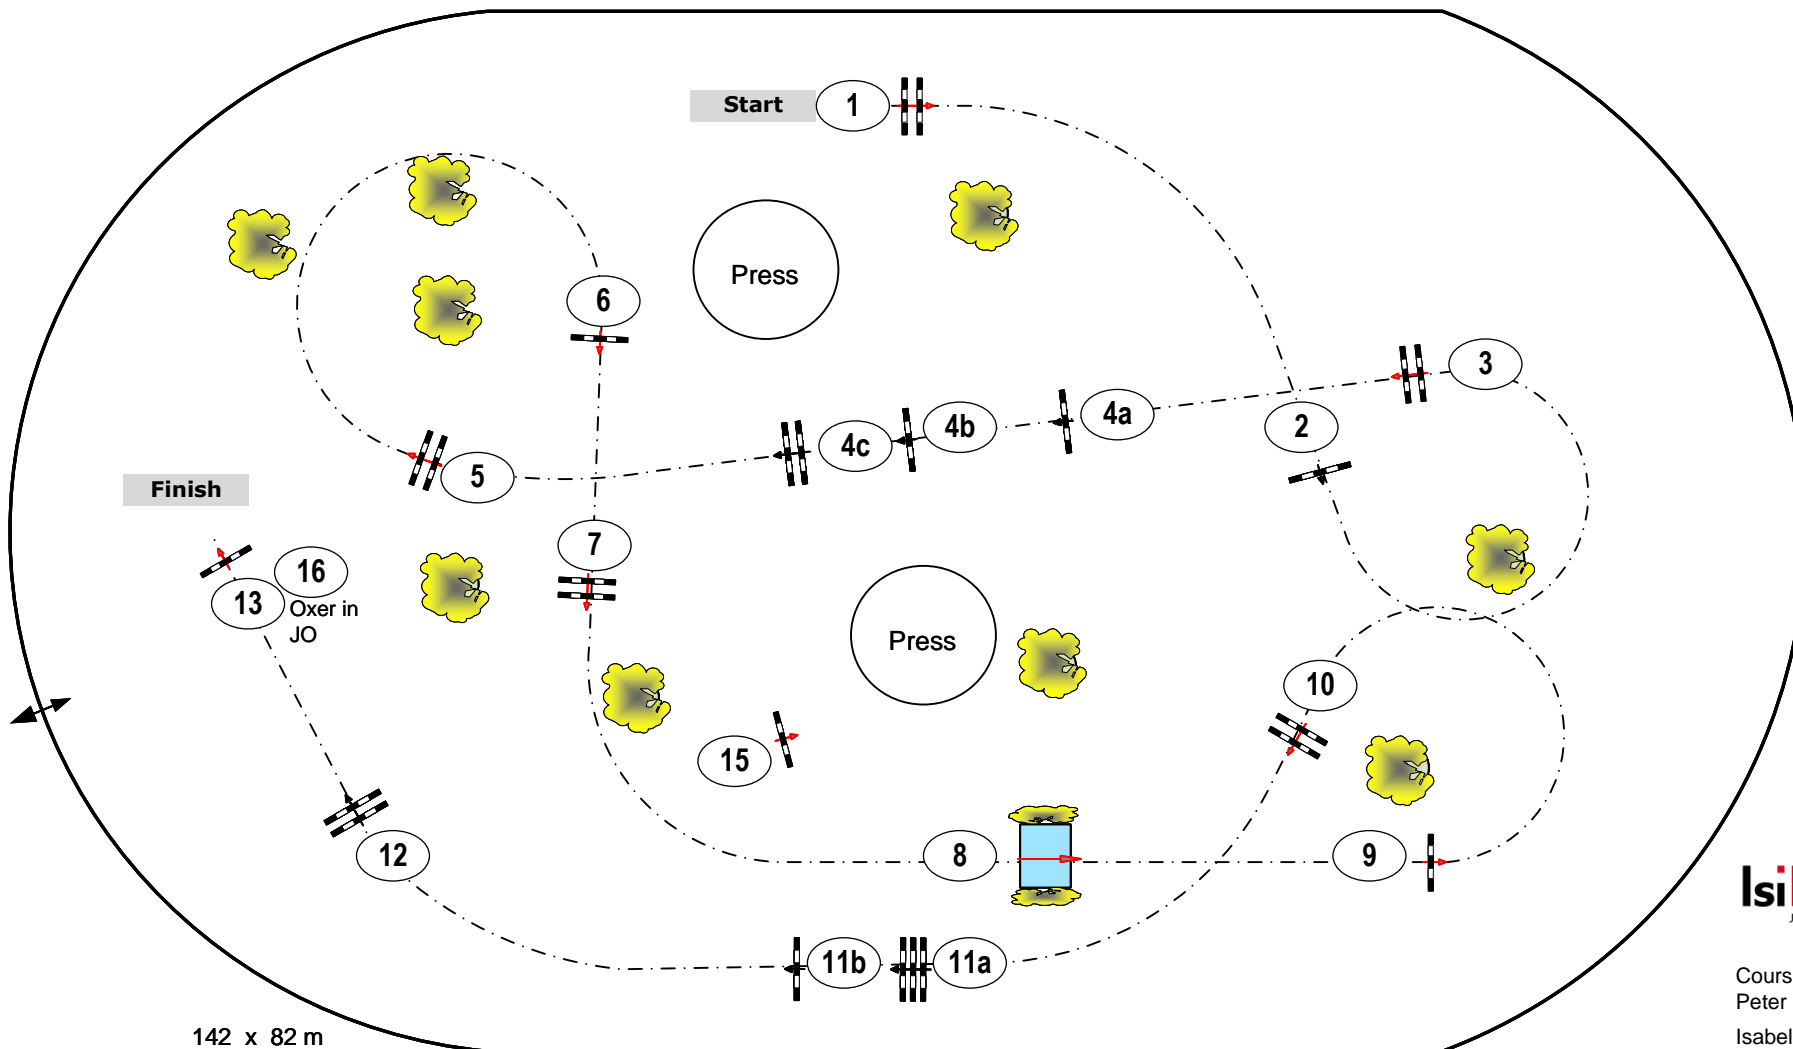 Start
1
6
Press
3
4a
4b
4c
2
5
Finish
7
16
13
Oxer in
JO
Press
10
15
12
8
9
11b
11a
Isi
Cours
Peter
Isabel
142 x 82 m